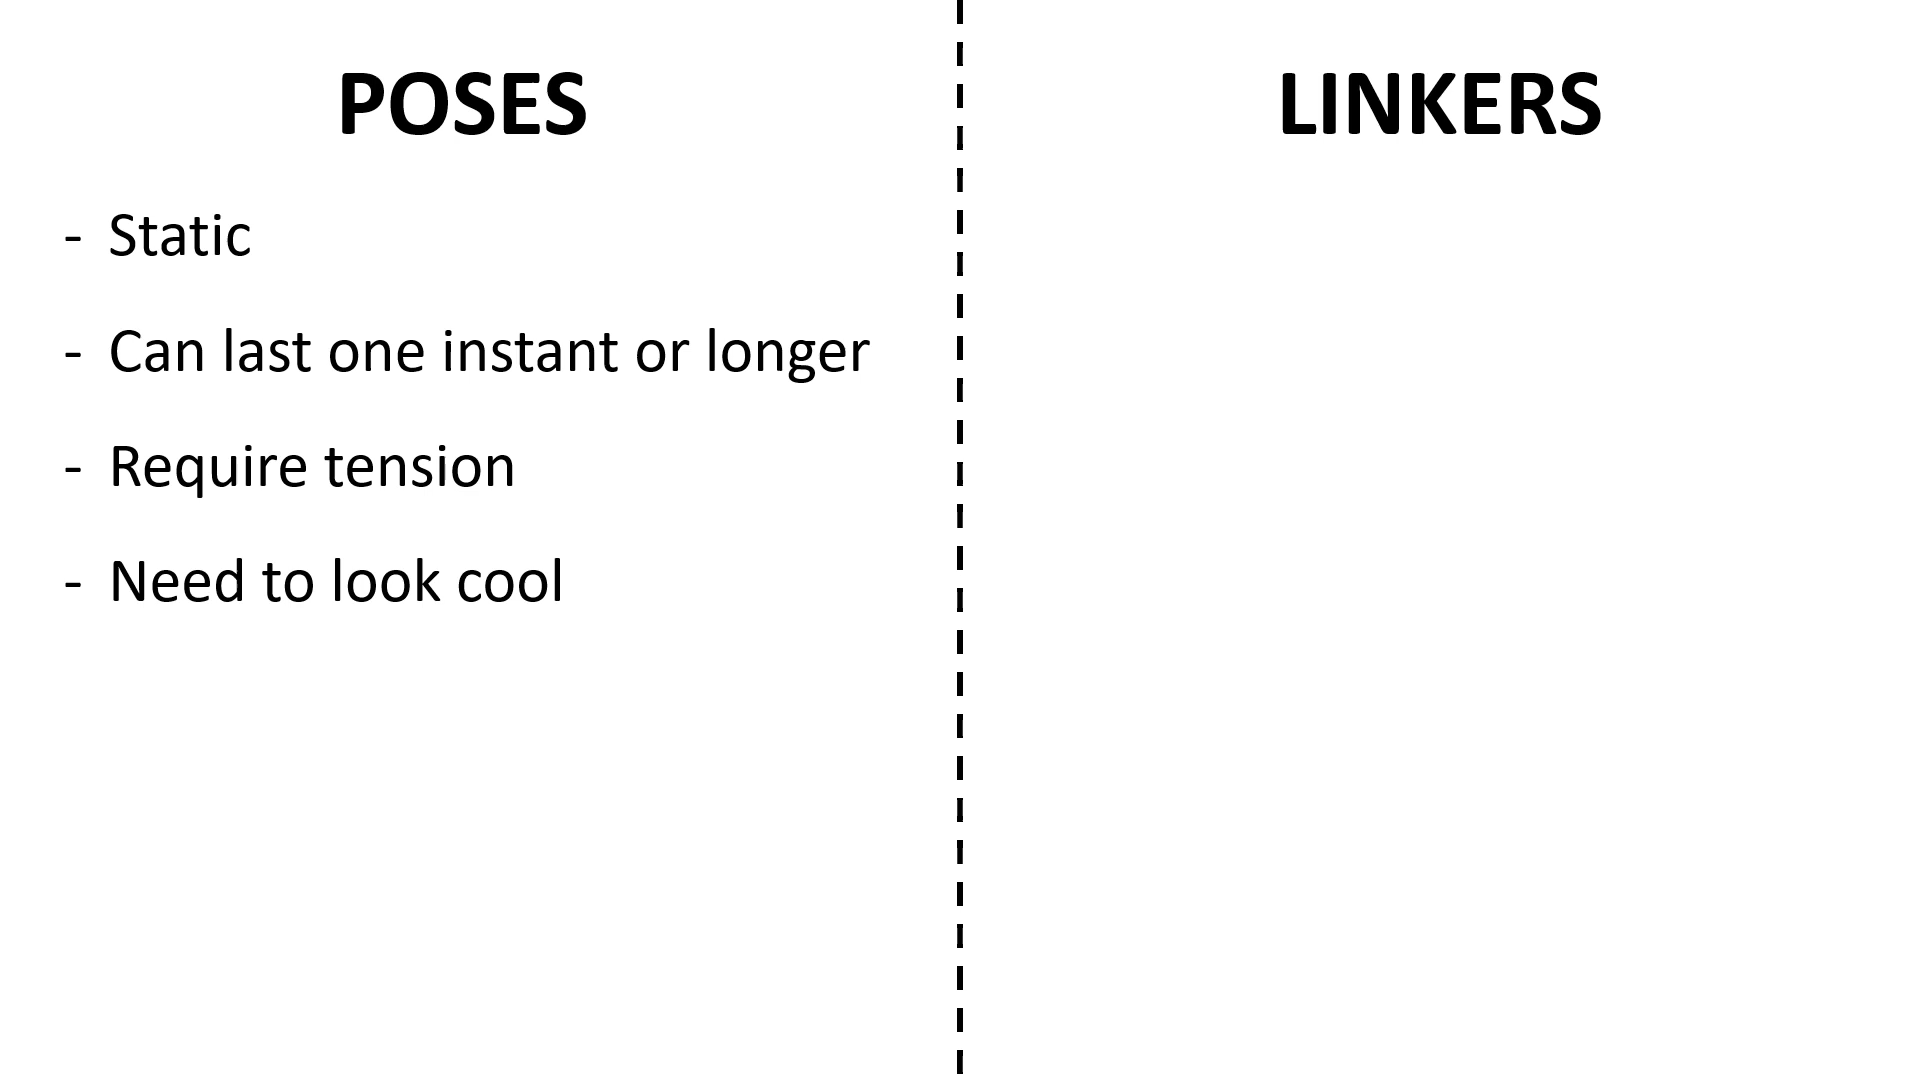 POSES
- Static
- Can last one instant or longer
- Require tension
- Need to look cool
LINKERS